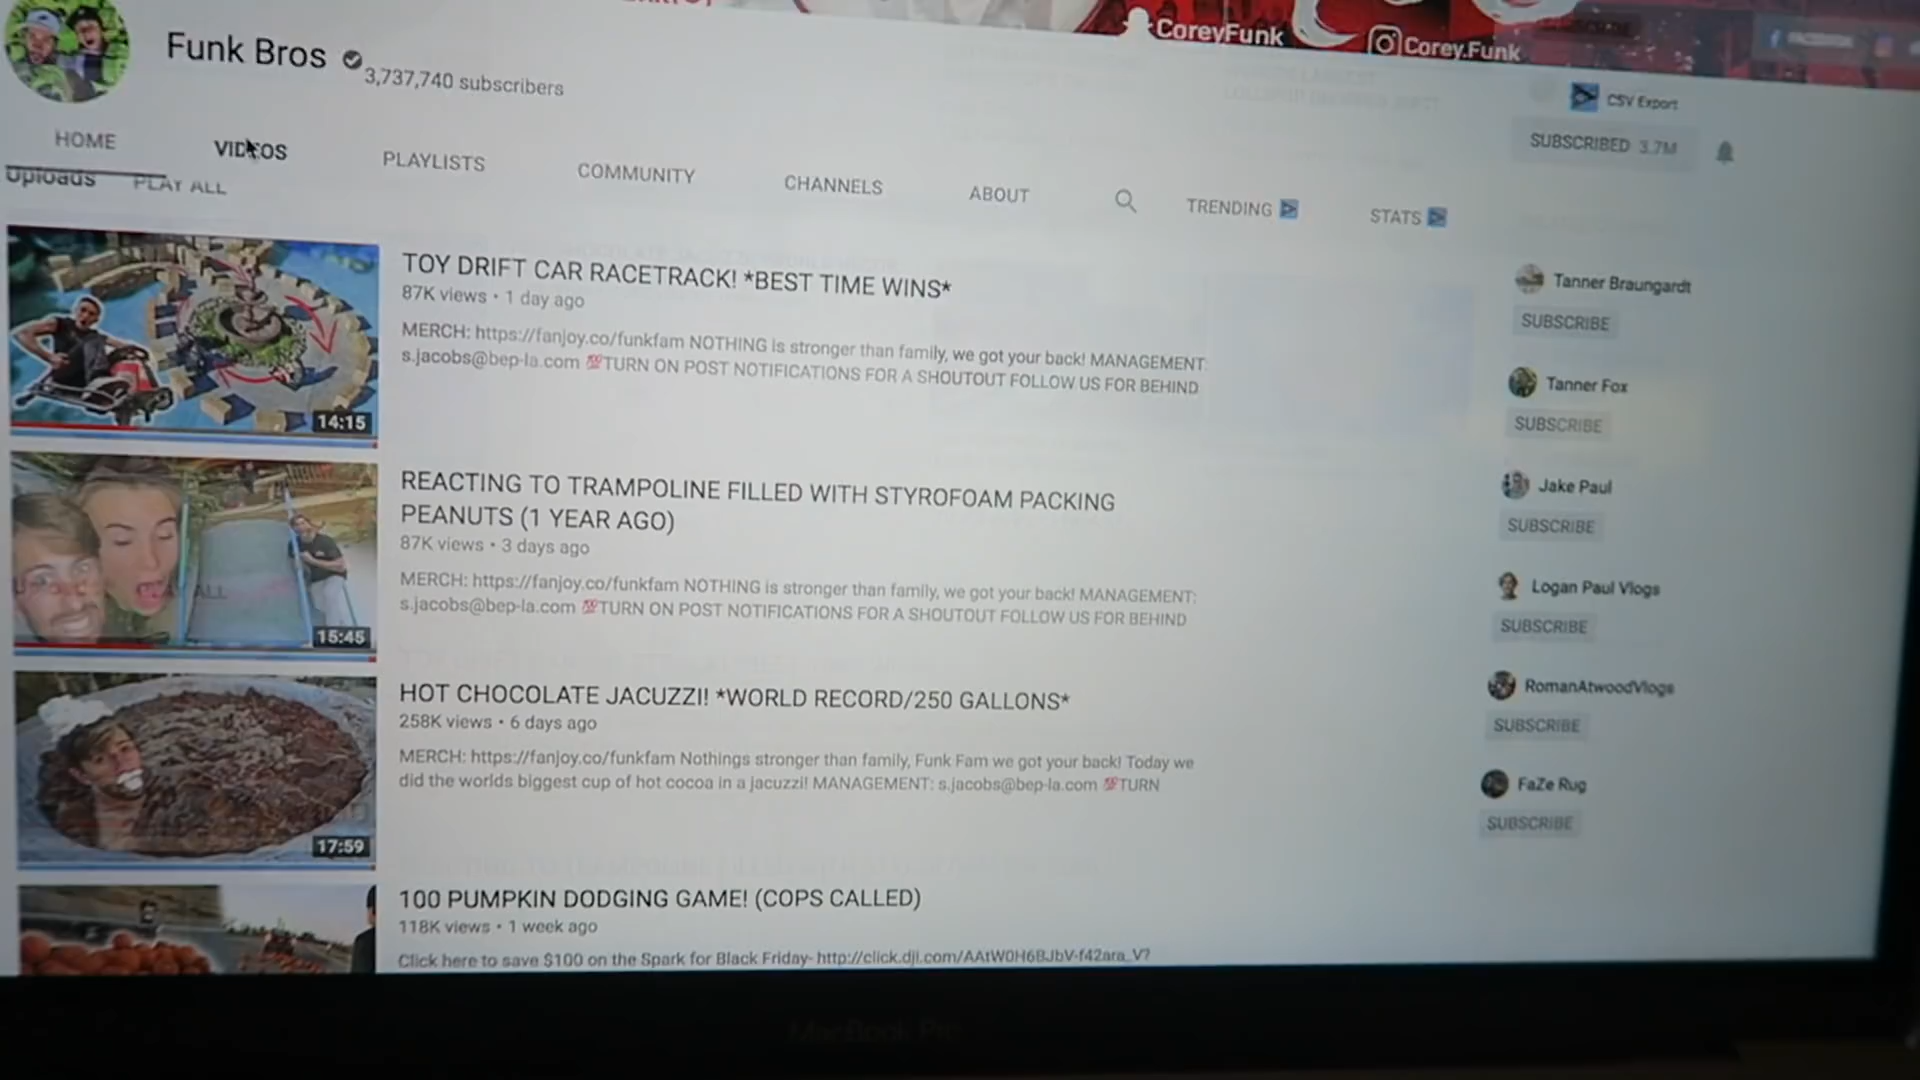 CoreyFunk
Corey.Funk
Funk Bros
3,737,740 subscribers
CSV Export
SUBSCRIBED 3.7M
HOME
VIDEOS
PLAYLISTS
COMMUNITY
CHANNELS
ABOUT
TRENDING
STATS
Uploads
PLAY ALL
TOY DRIFT CAR RACETRACK! *BEST TIME WINS*
87K views • 1 day ago
MERCH: https://fanjoy.co/funkfam NOTHING is stronger than family, we got your back! MANAGEMENT:
s.jacobs@bep-la.com 💯TURN ON POST NOTIFICATIONS FOR A SHOUTOUT FOLLOW US FOR BEHIND
14:15
REACTING TO TRAMPOLINE FILLED WITH STYROFOAM PACKING
PEANUTS (1 YEAR AGO)
87K views • 3 days ago
MERCH: https://fanjoy.co/funkfam NOTHING is stronger than family, we got your back! MANAGEMENT:
s.jacobs@bep-la.com 💯TURN ON POST NOTIFICATIONS FOR A SHOUTOUT FOLLOW US FOR BEHIND
15:45
HOT CHOCOLATE JACUZZI! *WORLD RECORD/250 GALLONS*
258K views • 6 days ago
MERCH: https://fanjoy.co/funkfam Nothings stronger than family, Funk Fam we got your back! Today we
did the worlds biggest cup of hot cocoa in a jacuzzi! MANAGEMENT: s.jacobs@bep-la.com 💯TURN
17:59
100 PUMPKIN DODGING GAME! (COPS CALLED)
118K views • 1 week ago
Click here to save $100 on the Spark for Black Friday- http://click.dji.com/AAtW0H6BJbV-f42ara_V?
Tanner Braungardt
SUBSCRIBE
Tanner Fox
SUBSCRIBE
Jake Paul
SUBSCRIBE
Logan Paul Vlogs
SUBSCRIBE
RomanAtwoodVlogs
SUBSCRIBE
FaZe Rug
SUBSCRIBE
MacBook Pro